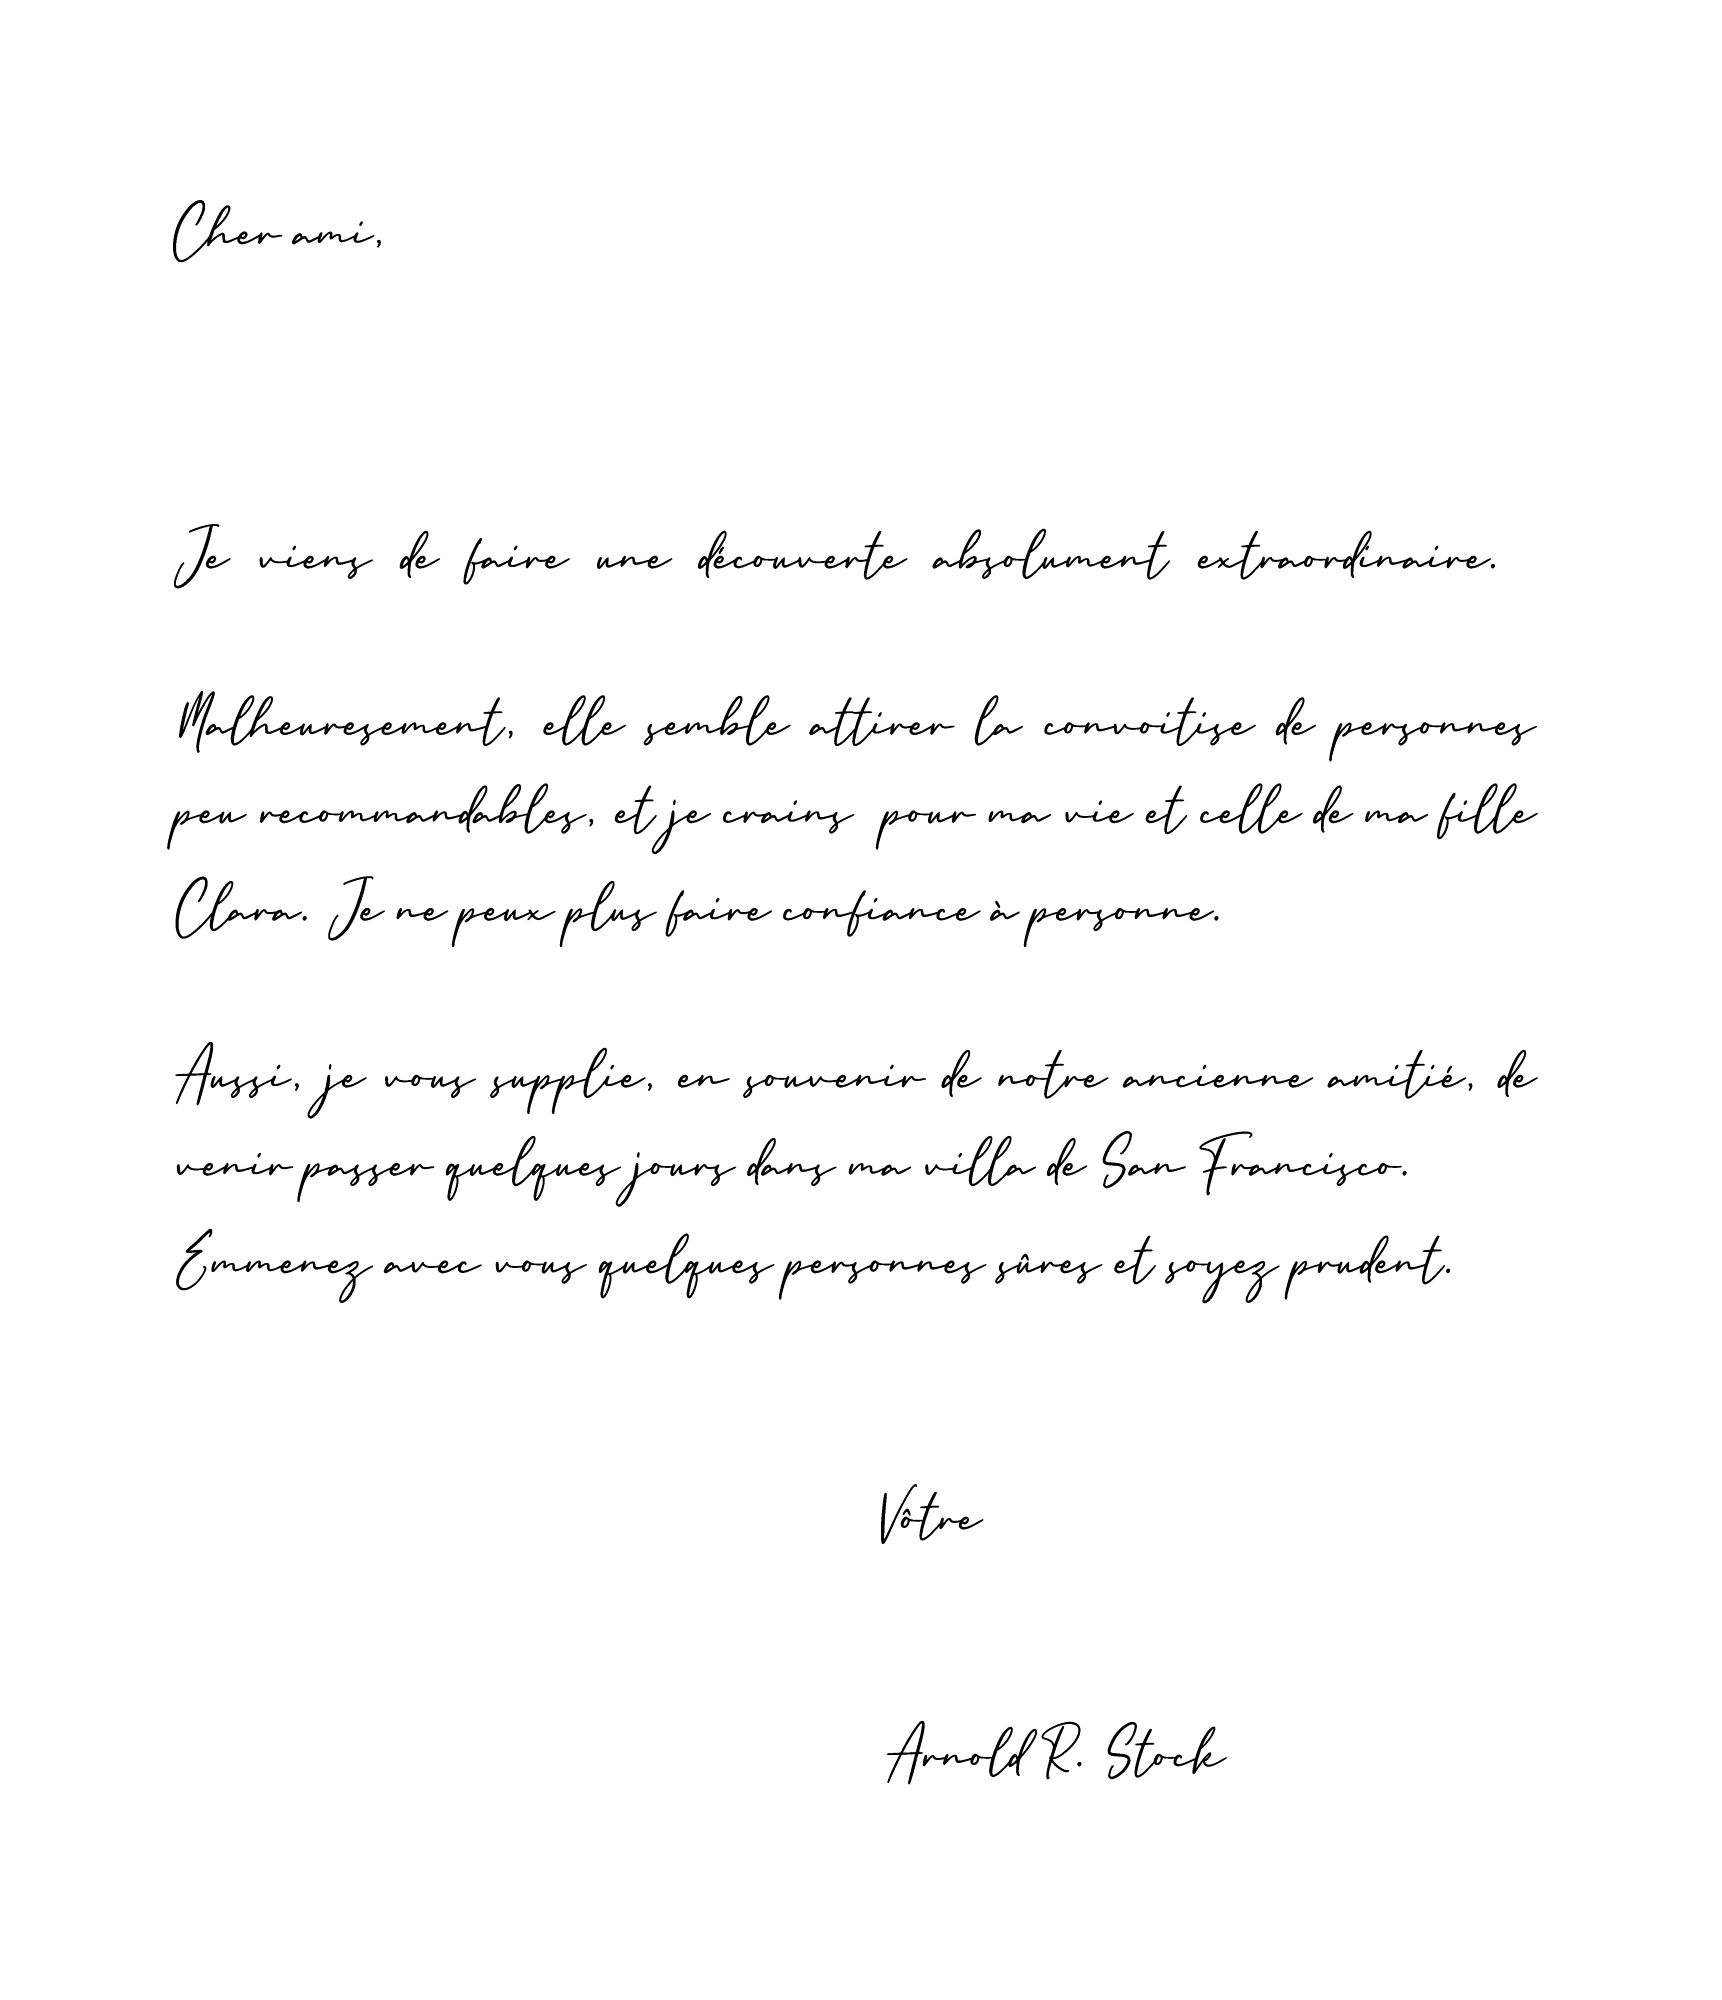 Cher ami,
Je viens de faire une découverte absolument extraordinaire.
Malheuresement, elle semble attirer la convoitise de personnes
peu recommandables, et je crains pour ma vie et celle de ma fille
Clara. Je ne peux plus faire confiance à personne.
Aussi, je vous supplie, en souvenir de notre ancienne amitié, de
venir passer quelques jours dans ma villa de San Francisco.
Emmenez avec vous quelques personnes sûres et soyez prudent.
Vôtre
Arnold R. Stock